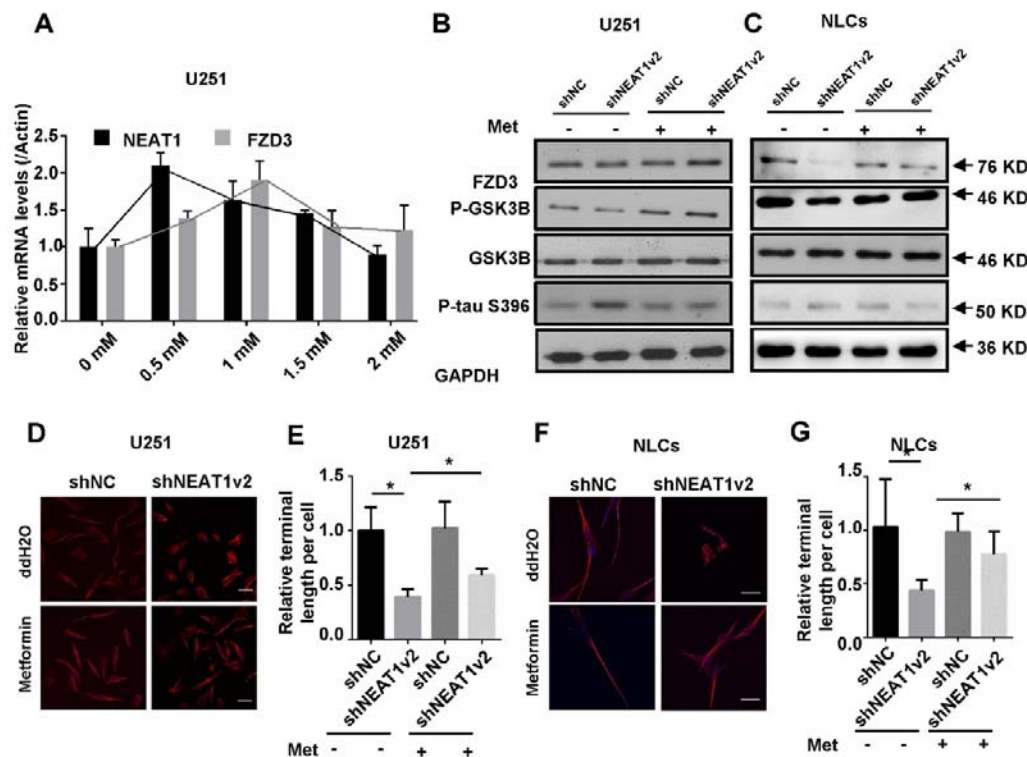 A
U251
Relative mRNA levels (/Actin)
2.5
2.0
1.5
1.0
0.5
0.0
NEAT1
FZD3
0 mM
0.5 mM
1 mM
1.5 mM
2 mM
B
U251
shNC
shNEAT1v2
shNC
shNEAT1v2
Met
-
-
+
+
FZD3
P-GSK3B
GSK3B
P-tau S396
GAPDH
C
NLCs
shNC
shNEAT1v2
shNC
shNEAT1v2
-
-
+
+
76 KD
46 KD
46 KD
50 KD
36 KD
D
U251
shNC
shNEAT1v2
ddH2O
Metformin
E
U251
Relative terminal
length per cell
1.5
1.0
0.5
0.0
*
*
shNC
shNEAT1v2
shNC
shNEAT1v2
Met
-
-
+
+
F
NLCs
shNC
shNEAT1v2
ddH2O
Metformin
G
NLCs
Relative terminal
length per cell
1.5
1.0
0.5
0.0
*
*
shNC
shNEAT1v2
shNC
shNEAT1v2
Met
-
-
+
+